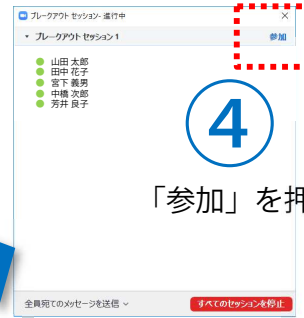 ブレークアウト セッション - 進行中
ブレークアウト セッション 1
参加
山田 太郎
田中 花子
宮下 義男
中橋 次郎
芳井 良子
4
「参加」を押
全員宛てのメッセージを送信
すべてのセッションを停止